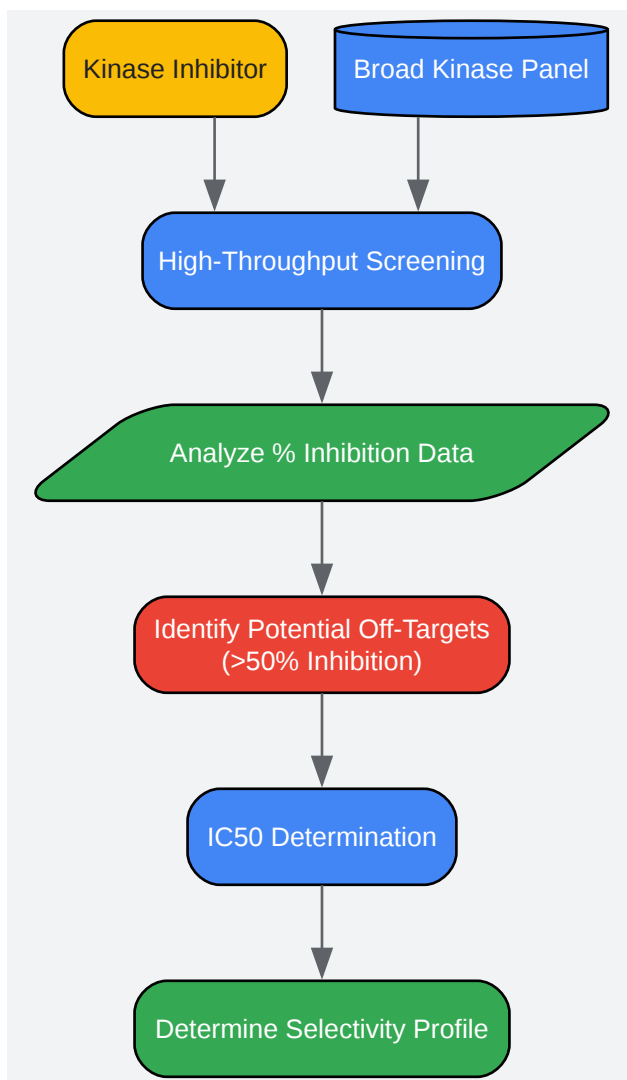 Kinase Inhibitor
Broad Kinase Panel
High-Throughput Screening
Analyze % Inhibition Data
Identify Potential Off-Targets
(>50% Inhibition)
IC50 Determination
Determine Selectivity Profile